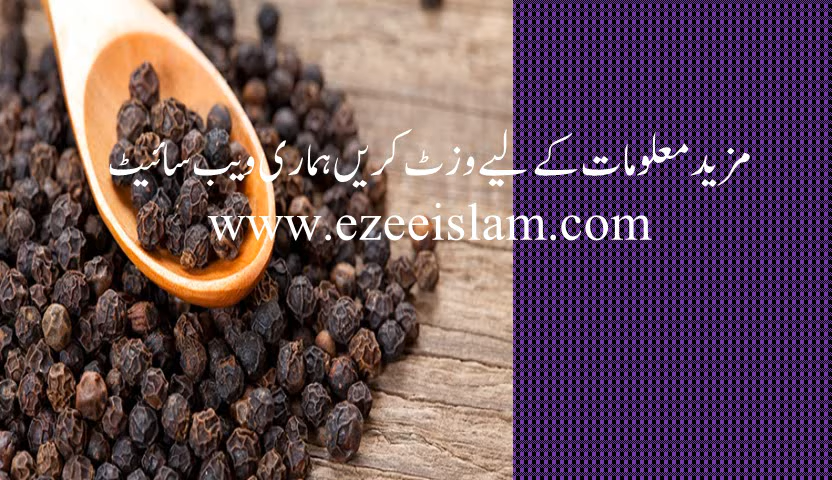 مزید معلومات کے لیے وزٹ کریں ہماری ویب سائیٹ
www.ezeeislam.com